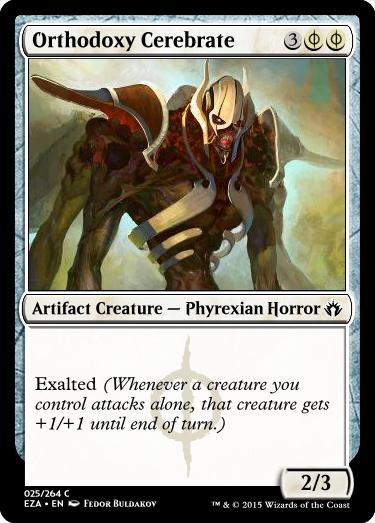 Orthodoxy Cerebrate 3
Artifact Creature — Phyrexian Horror
Exalted (Whenever a creature you
control attacks alone, that creature gets
+1/+1 until end of turn.)
2/3
025/264 C
EZA • EN Fedor Buldakov
™ & © 2015 Wizards of the Coast